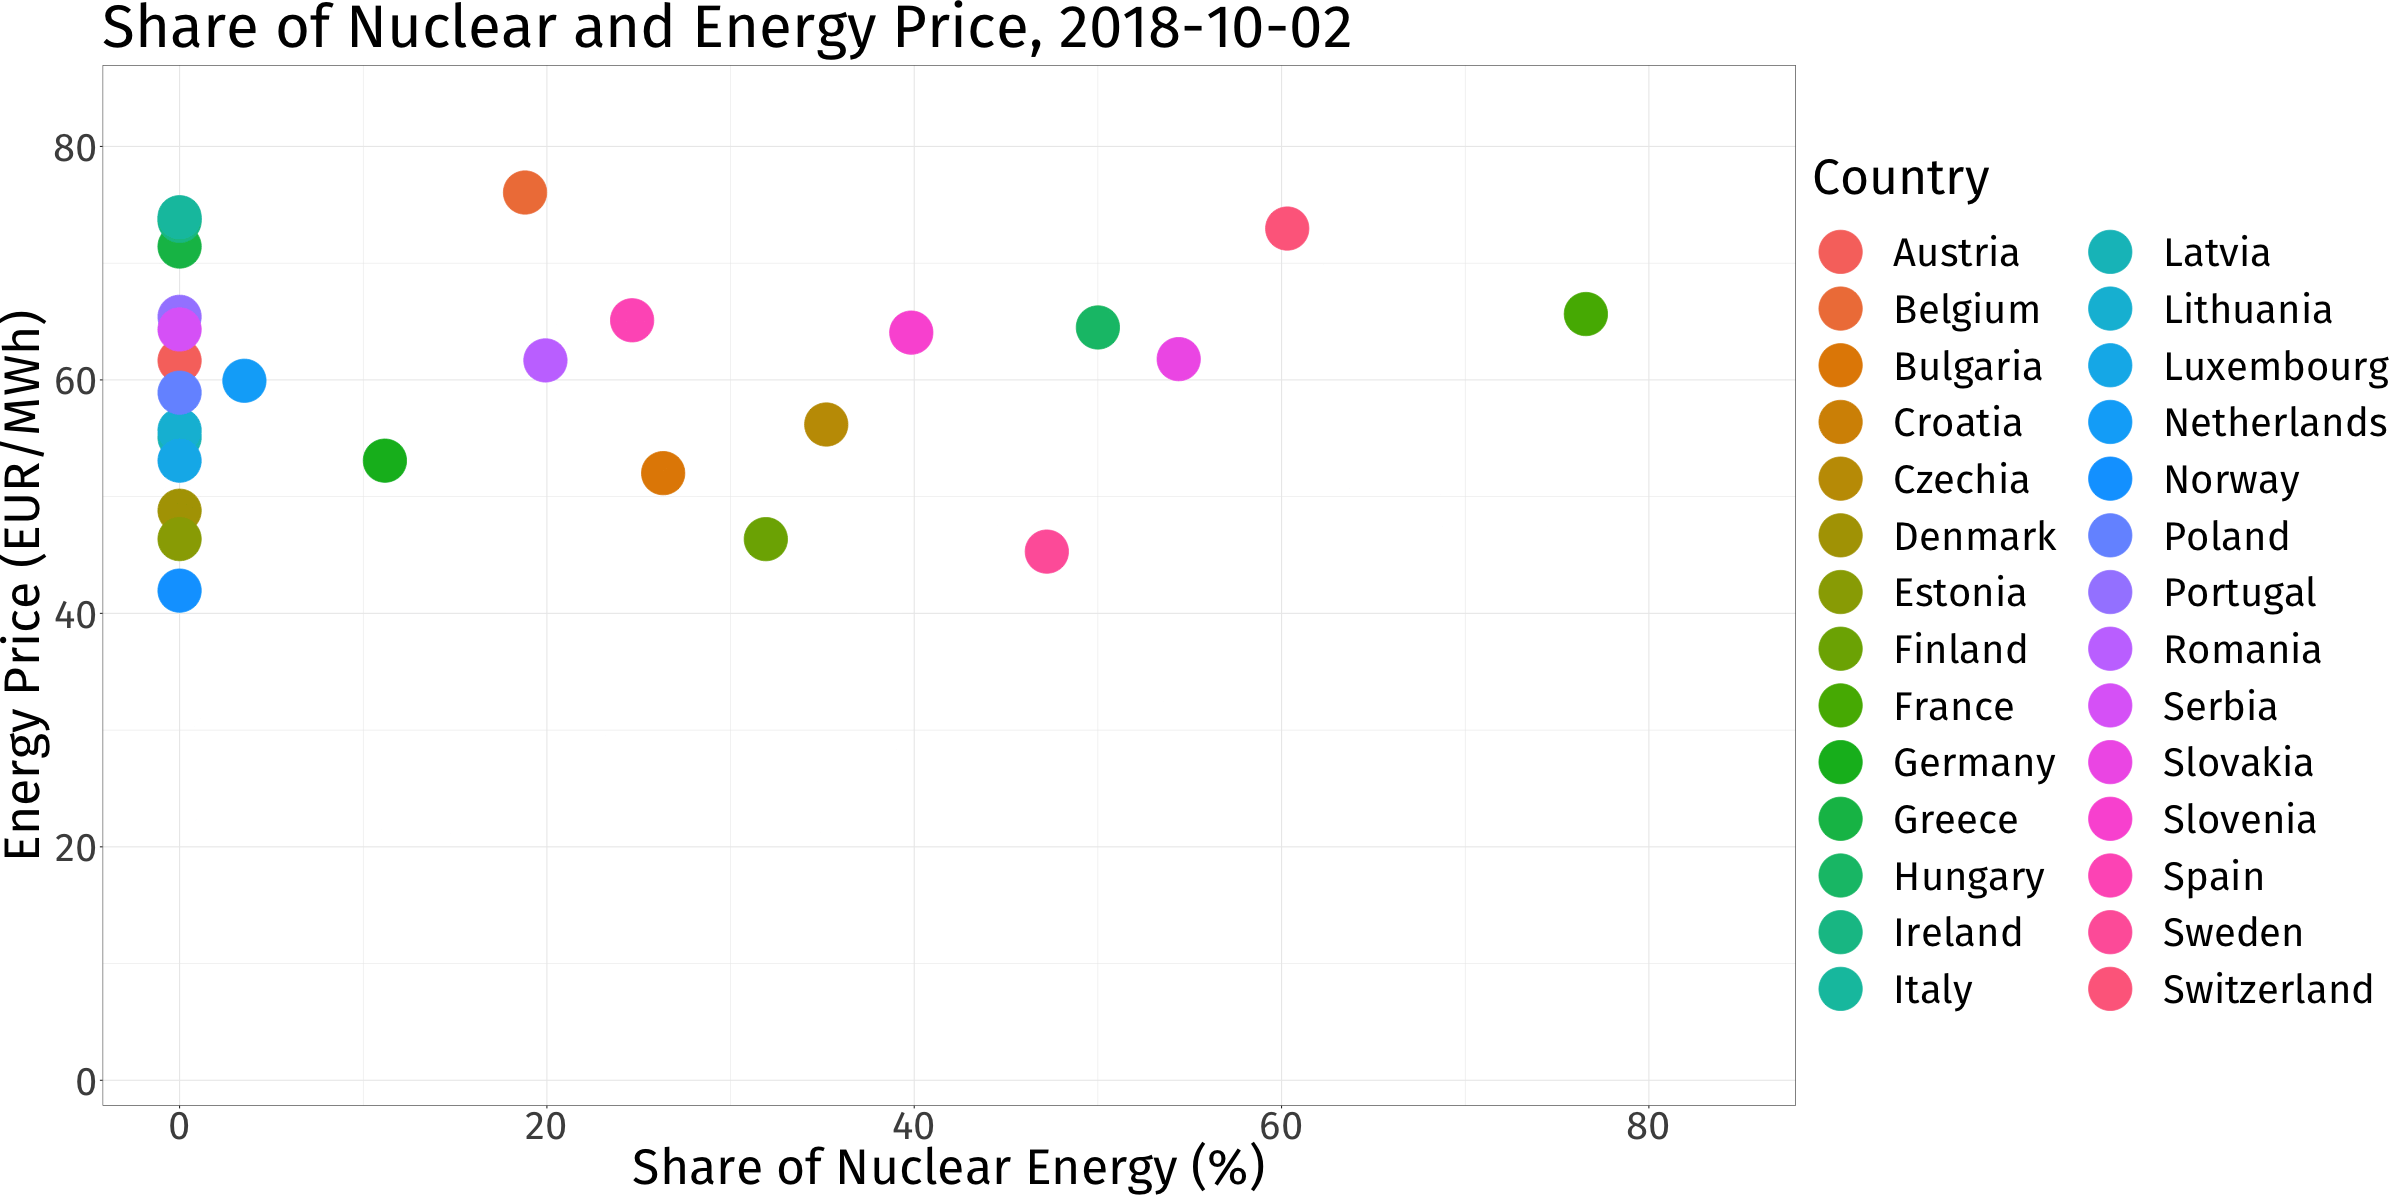 Share of Nuclear and Energy Price, 2018-10-02
Energy Price (EUR/MWh)
80
60
40
20
0
0 20 40 60 80
Share of Nuclear Energy (%)
Country
Austria
Belgium
Bulgaria
Croatia
Czechia
Denmark
Estonia
Finland
France
Germany
Greece
Hungary
Ireland
Italy
Latvia
Lithuania
Luxembourg
Netherlands
Norway
Poland
Portugal
Romania
Serbia
Slovakia
Slovenia
Spain
Sweden
Switzerland